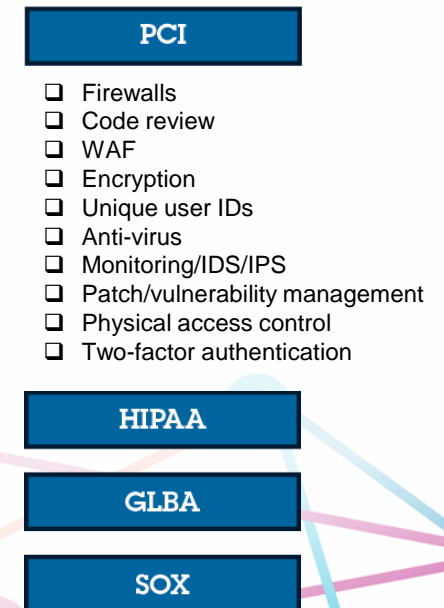 PCI
❑ Firewalls
❑ Code review
❑ WAF
❑ Encryption
❑ Unique user IDs
❑ Anti-virus
❑ Monitoring/IDS/IPS
❑ Patch/vulnerability management
❑ Physical access control
❑ Two-factor authentication
HIPAA
GLBA
SOX